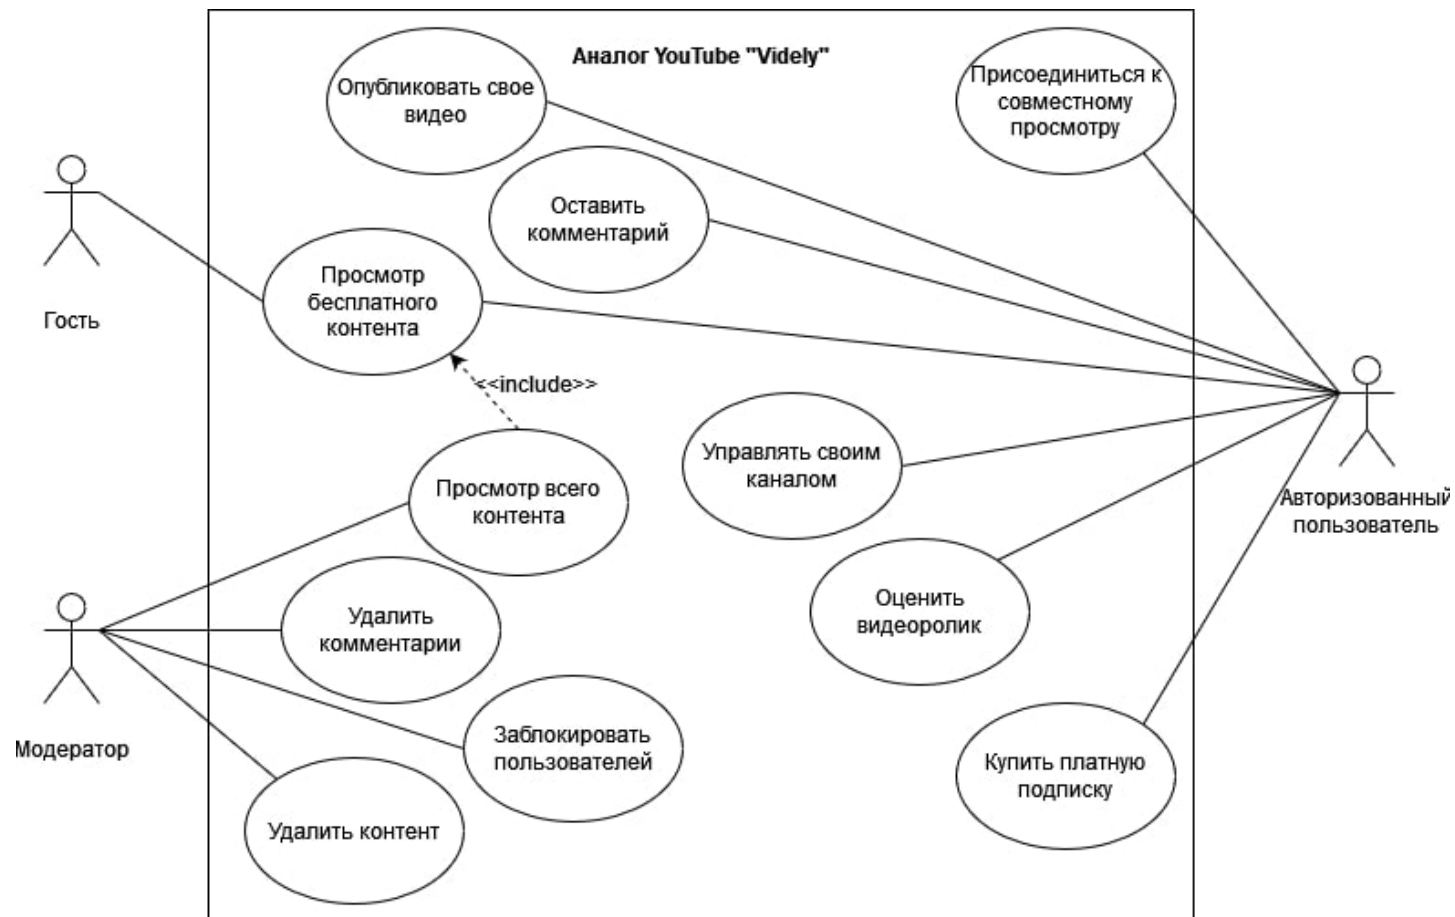 Аналог YouTube "Videly"
Опубликовать свое
видео
Присоединиться к
совместному
просмотру
Оставить
комментарий
Просмотр
бесплатного
контента
Гость
<<include>>
Управлять своим
каналом
Просмотр всего
контента
Авторизованный
пользователь
Оценить
видеоролик
Удалить
комментарии
Модератор
Заблокировать
пользователей
Купить платную
подписку
Удалить контент